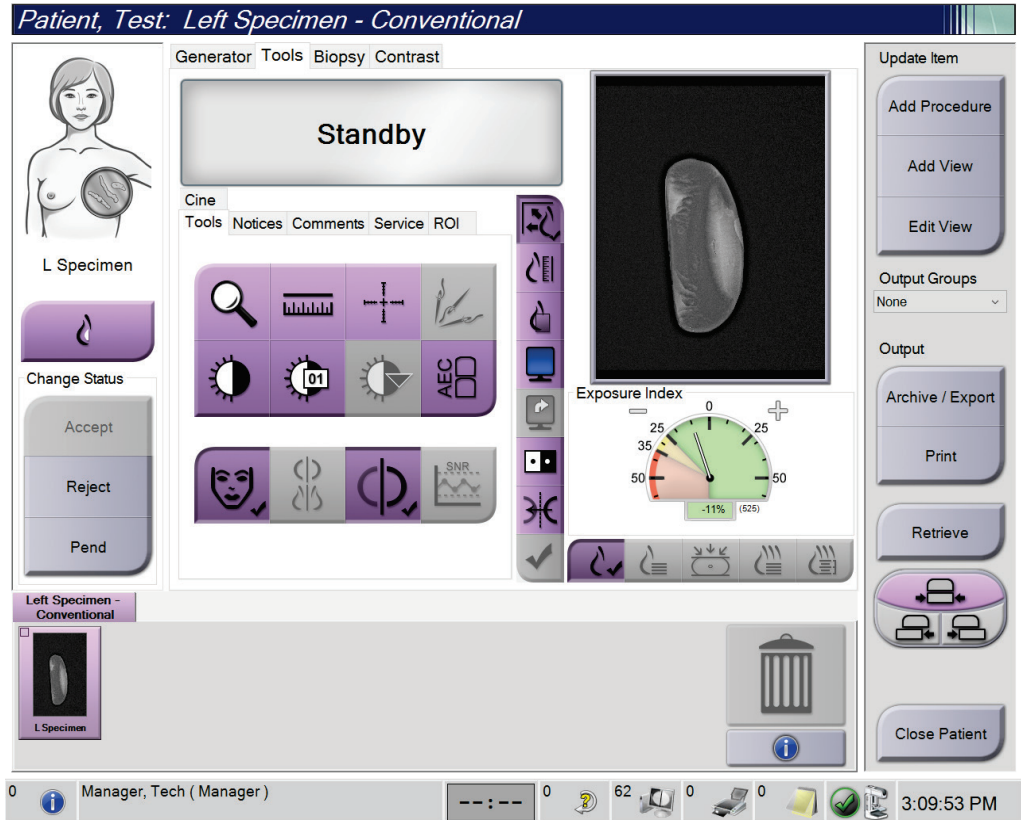 Patient, Test: Left Specimen - Conventional
Generator Tools Biopsy Contrast
Standby
Cine
Tools Notices Comments Service ROI
L Specimen
01
AEC
SNR
Change Status
Accept
Reject
Pend
Exposure Index
0
25 25
35
50 50
-11% (525)
Update Item
Add Procedure
Add View
Edit View
Output Groups
None
Output
Archive / Export
Print
Retrieve
Close Patient
Left Specimen -
Conventional
L Specimen
0 Manager, Tech ( Manager ) --:-- 0 62 0 0 3:09:53 PM